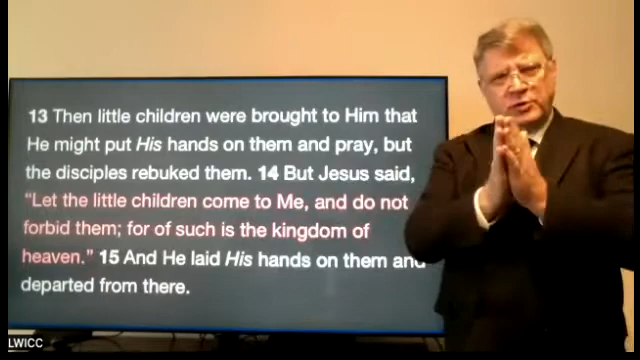 13 Then little children were brought to Him that
He might put His hands on them and pray, but
the disciples rebuked them. 14 But Jesus said,
“Let the little children come to Me, and do not
forbid them; for of such is the kingdom of
heaven.” 15 And He laid His hands on them and
departed from there.
LWICC